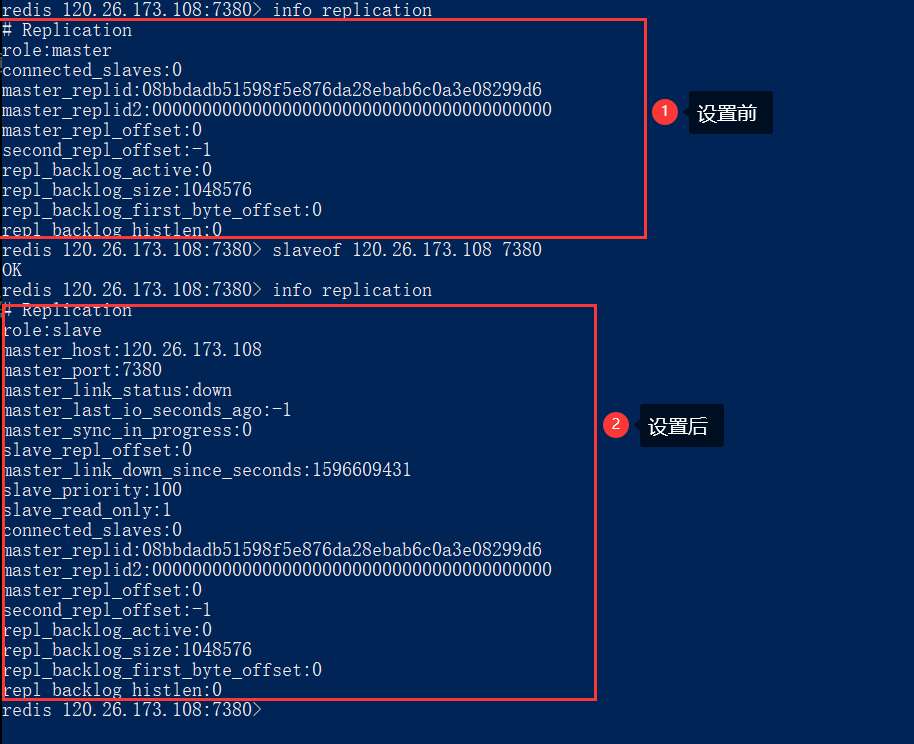 redis 120.26.173.108:7380> info replication
# Replication
role:master
connected_slaves:0
master_replid:08bbdadb51598f5e876da28ebab6c0a3e08299d6
master_replid2:0000000000000000000000000000000000000000
master_repl_offset:0
second_repl_offset:-1
repl_backlog_active:0
repl_backlog_size:1048576
repl_backlog_first_byte_offset:0
repl_backlog_histlen:0
1 设置前
redis 120.26.173.108:7380> slaveof 120.26.173.108 7380
OK
redis 120.26.173.108:7380> info replication
# Replication
role:slave
master_host:120.26.173.108
master_port:7380
master_link_status:down
master_last_io_seconds_ago:-1
master_sync_in_progress:0
slave_repl_offset:0
master_link_down_since_seconds:1596609431
slave_priority:100
slave_read_only:1
connected_slaves:0
master_replid:08bbdadb51598f5e876da28ebab6c0a3e08299d6
master_replid2:0000000000000000000000000000000000000000
master_repl_offset:0
second_repl_offset:-1
repl_backlog_active:0
repl_backlog_size:1048576
repl_backlog_first_byte_offset:0
repl_backlog_histlen:0
2 设置后
redis 120.26.173.108:7380>